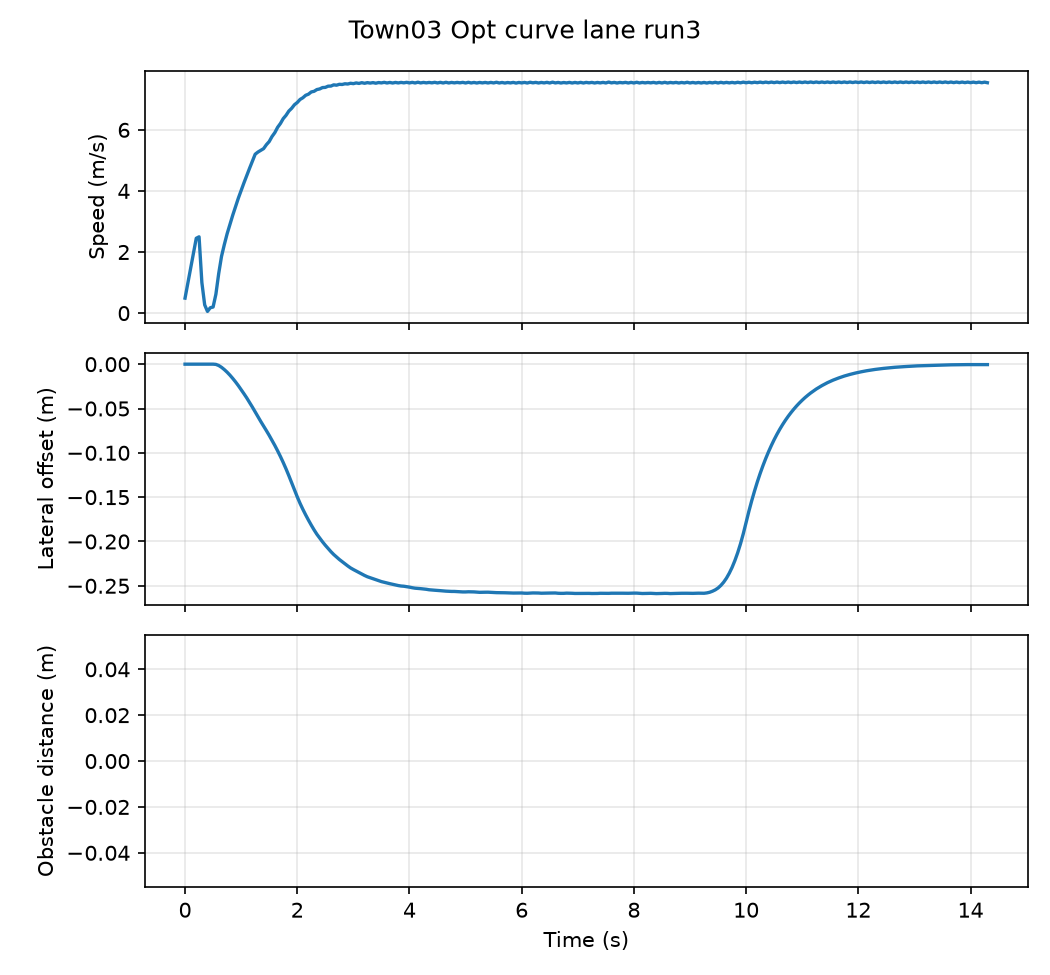 Town03 Opt curve lane run3
Speed (m/s)
6
4
2
0
Lateral offset (m)
0.00
−0.05
−0.10
−0.15
−0.20
−0.25
Obstacle distance (m)
0.04
0.02
0.00
−0.02
−0.04
0 2 4 6 8 10 12 14
Time (s)